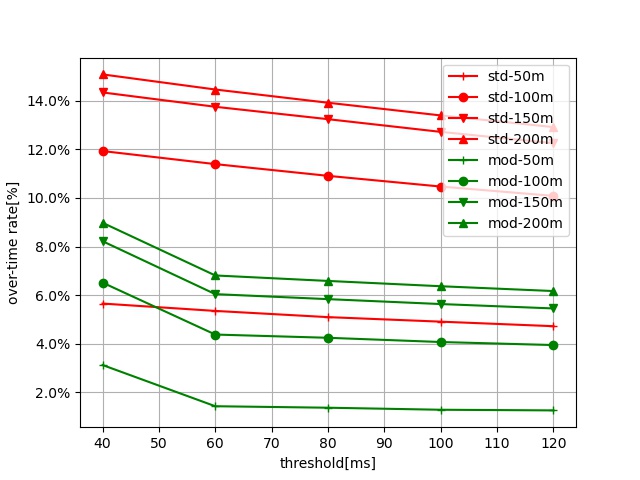 14.0%
12.0%
10.0%
8.0%
6.0%
4.0%
2.0%
over-time rate[%]
40 50 60 70 80 90 100 110 120
threshold[ms]
std-50m
std-100m
std-150m
std-200m
mod-50m
mod-100m
mod-150m
mod-200m